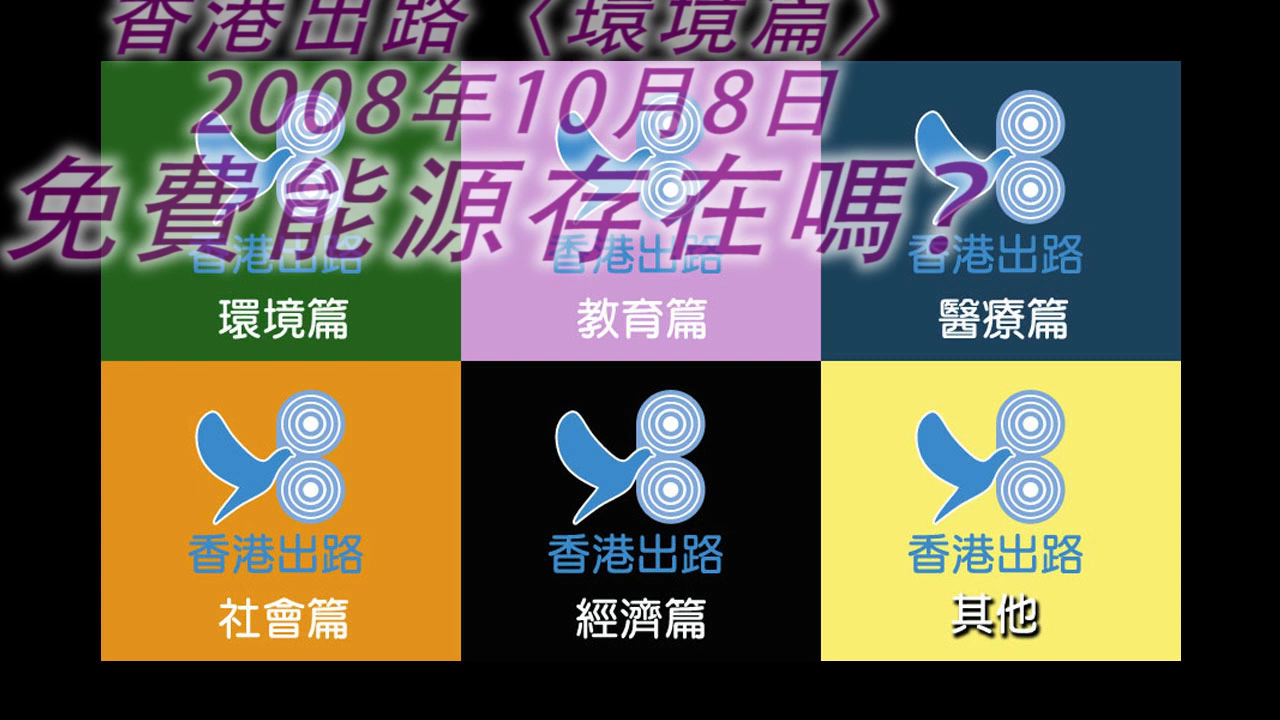 香港出路〈環境篇〉
2008年10月8日
免費能源存在嗎?
香港出路
環境篇
香港出路
教育篇
香港出路
醫療篇
香港出路
社會篇
香港出路
經濟篇
香港出路
其他